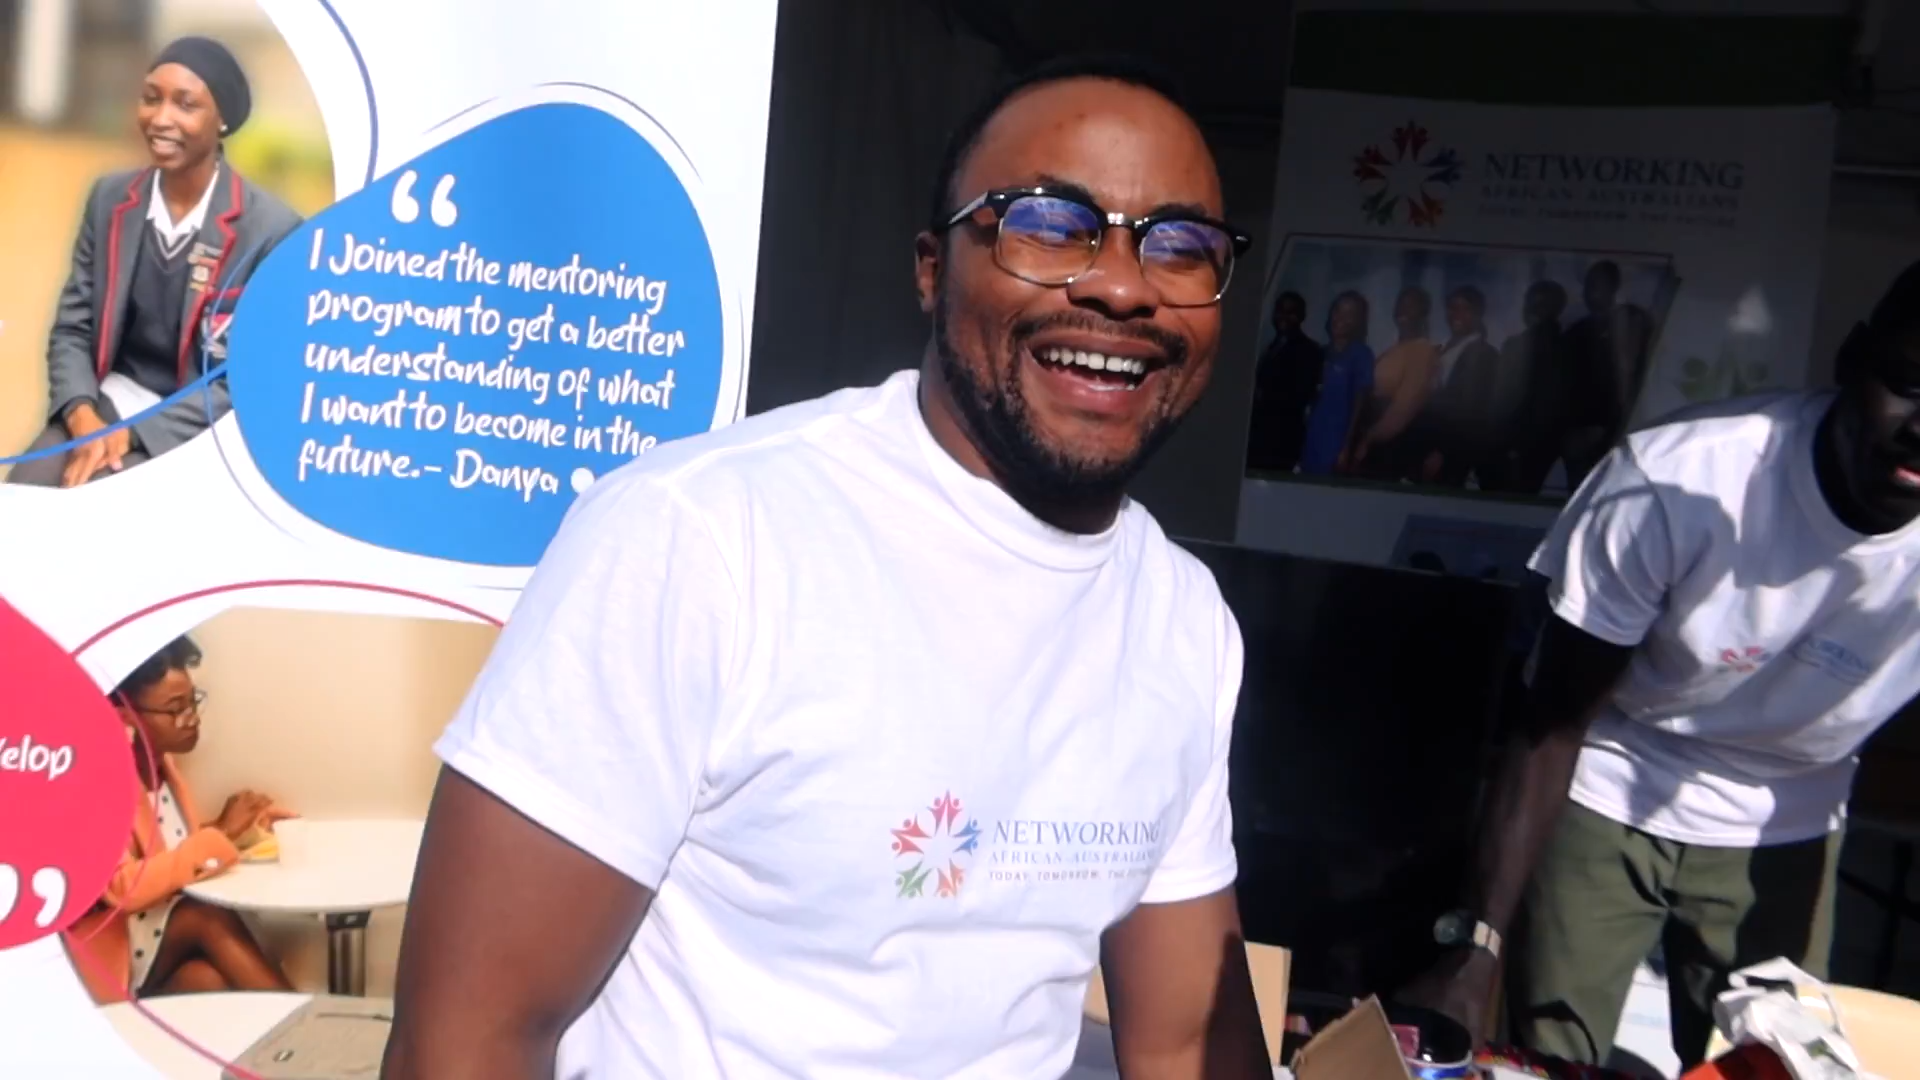 “
I Joined the mentoring
program to get a better
understanding of what
I want to become in the
future.- Danya
elop
”
NETWORKING
AFRICAN-AUSTRALIANS
TODAY, TOMORROW, THE FUTURE
NETWORKING
AFRICAN-AUSTRALIANS
TODAY, TOMORROW, THE